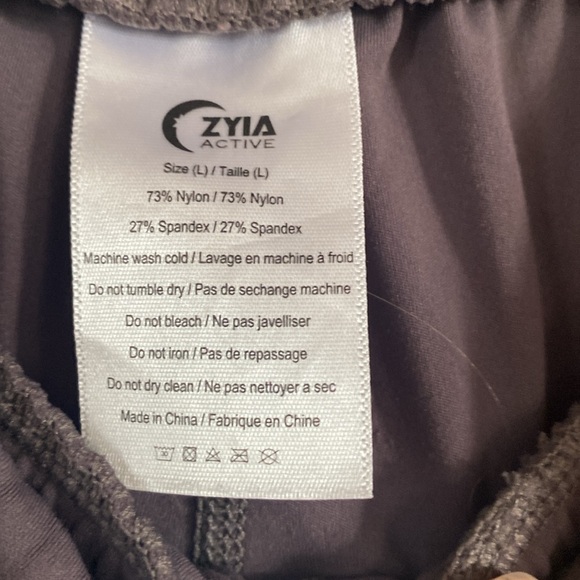 ZYIA
ACTIVE
Size (L) / Taille (L)
73% Nylon / 73% Nylon
27% Spandex / 27% Spandex
Machine wash cold / Lavage en machine à froid
Do not tumble dry / Pas de sechange machine
Do not bleach / Ne pas javelliser
Do not iron / Pas de repassage
Do not dry clean / Ne pas nettoyer a sec
Made in China / Fabrique en Chine